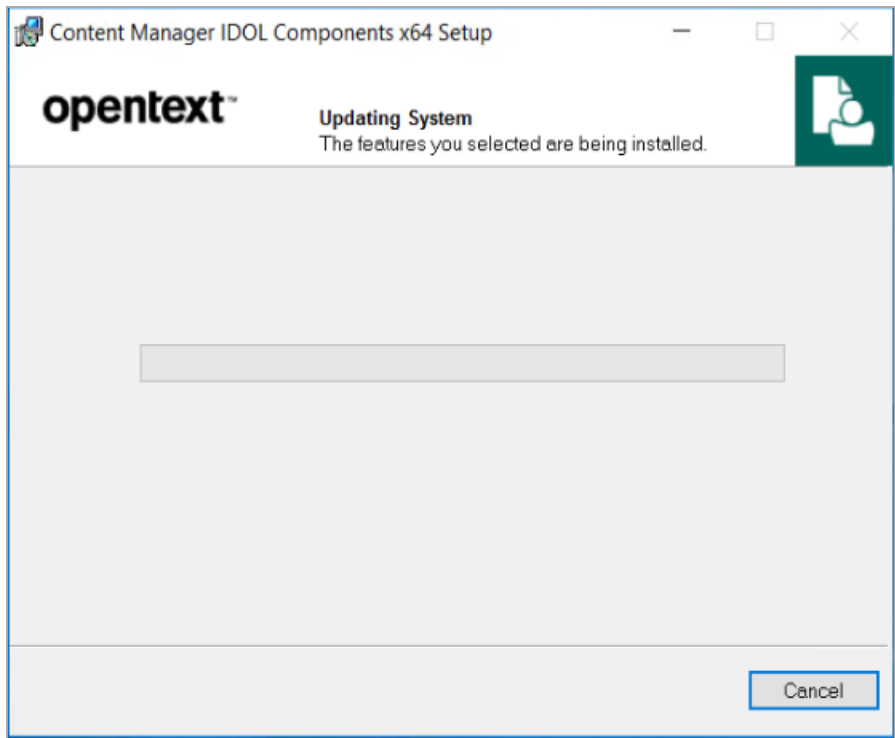 Content Manager IDOL Components x64 Setup
opentext™
Updating System
The features you selected are being installed.
Cancel